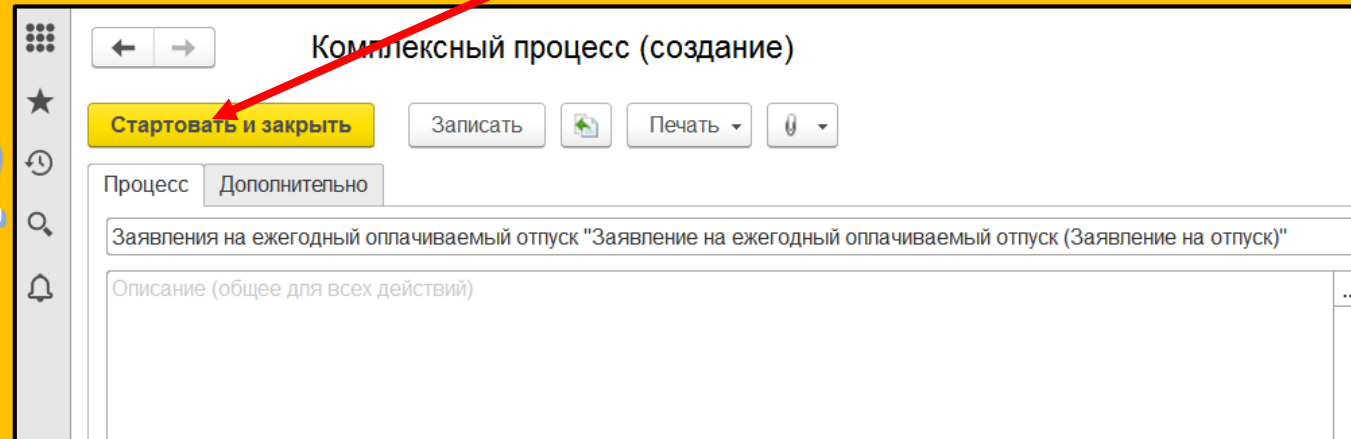 Комплексный процесс (создание)
Стартовать и закрыть Записать Печать
Процесс Дополнительно
Заявления на ежегодный оплачиваемый отпуск "Заявление на ежегодный оплачиваемый отпуск (Заявление на отпуск)"
Описание (общее для всех действий)